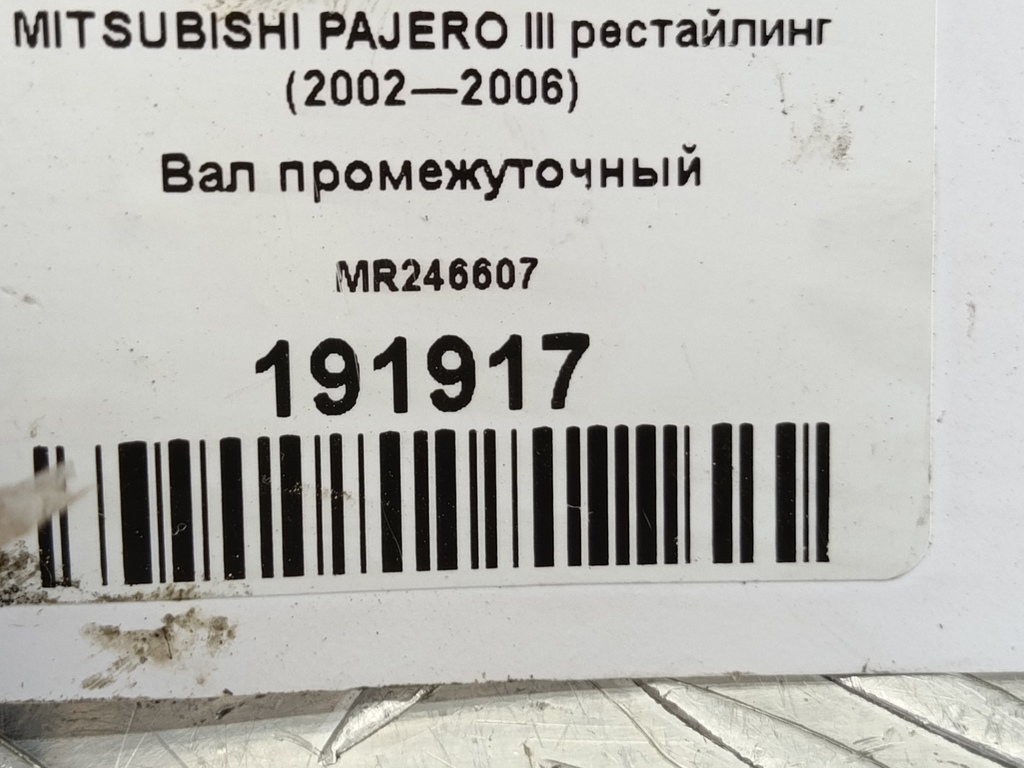 MITSUBISHI PAJERO III рестайлинг
(2002—2006)
Вал промежуточный
MR246607
191917